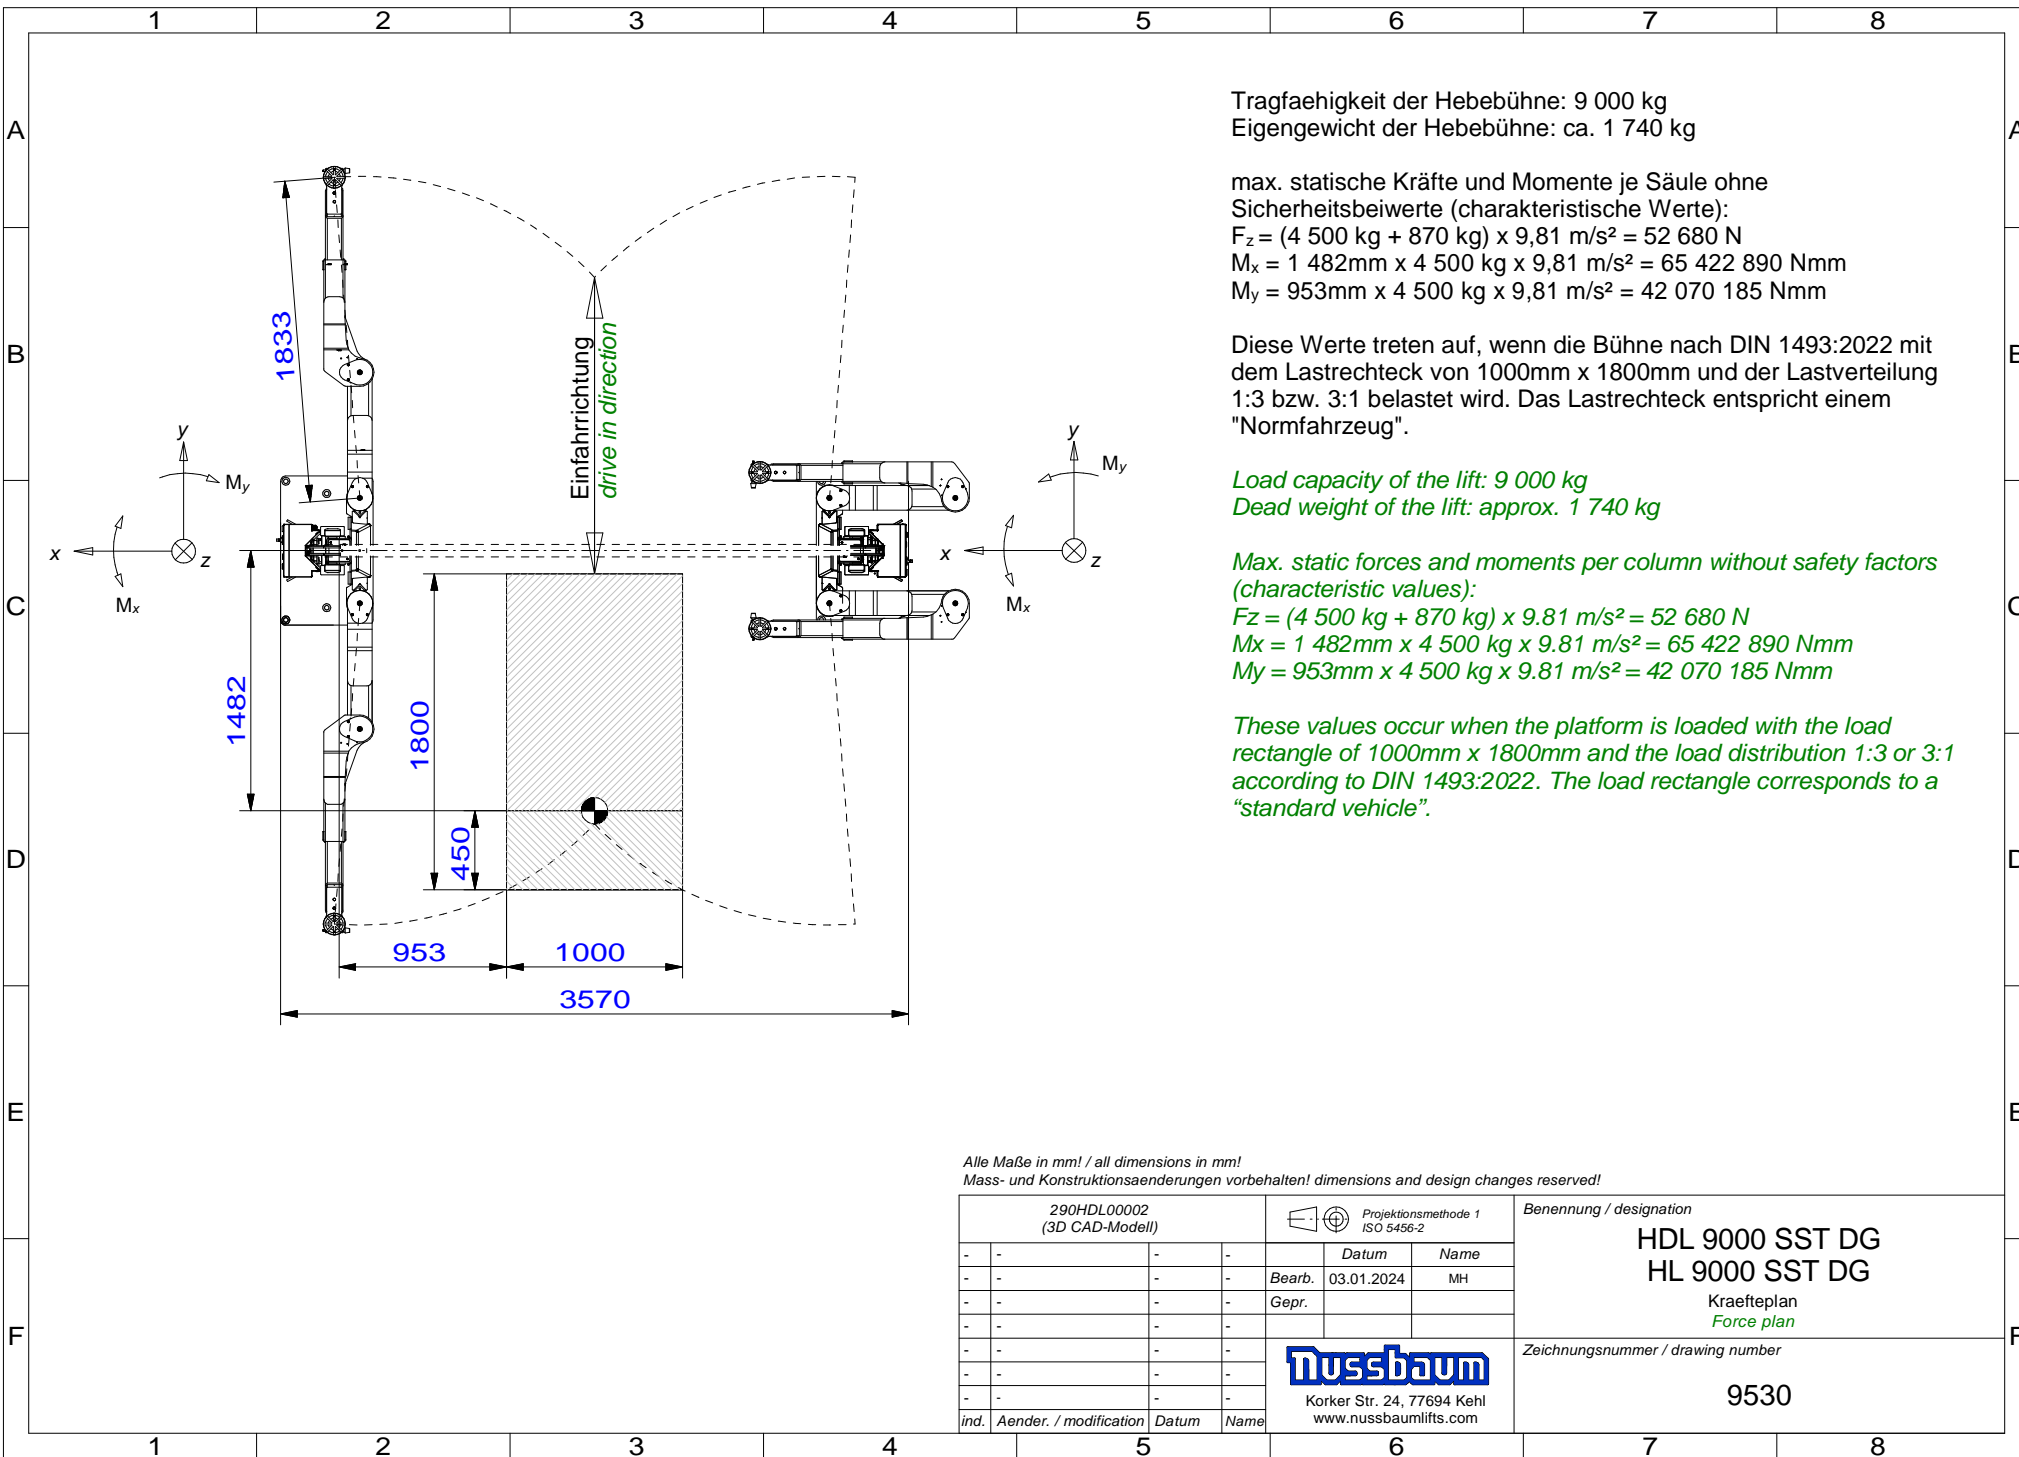 1 2 3 4 5 6 7 8
A
B
C
D
E
F
A
B
C
D
E
F
1833
Einfahrrichtung
drive in direction
y
My
x
z
Mx
y
My
x
z
Mx
1482
1800
450
953
1000
3570
Tragfaehigkeit der Hebebühne: 9 000 kg
Eigengewicht der Hebebühne: ca. 1 740 kg
max. statische Kräfte und Momente je Säule ohne
Sicherheitsbeiwerte (charakteristische Werte):
Fz = (4 500 kg + 870 kg) x 9,81 m/s² = 52 680 N
Mx = 1 482mm x 4 500 kg x 9,81 m/s² = 65 422 890 Nmm
My = 953mm x 4 500 kg x 9,81 m/s² = 42 070 185 Nmm
Diese Werte treten auf, wenn die Bühne nach DIN 1493:2022 mit
dem Lastrechteck von 1000mm x 1800mm und der Lastverteilung
1:3 bzw. 3:1 belastet wird. Das Lastrechteck entspricht einem
"Normfahrzeug".
Load capacity of the lift: 9 000 kg
Dead weight of the lift: approx. 1 740 kg
Max. static forces and moments per column without safety factors
(characteristic values):
Fz = (4 500 kg + 870 kg) x 9.81 m/s² = 52 680 N
Mx = 1 482mm x 4 500 kg x 9.81 m/s² = 65 422 890 Nmm
My = 953mm x 4 500 kg x 9.81 m/s² = 42 070 185 Nmm
These values occur when the platform is loaded with the load
rectangle of 1000mm x 1800mm and the load distribution 1:3 or 3:1
according to DIN 1493:2022. The load rectangle corresponds to a
“standard vehicle”.
Alle Maße in mm! / all dimensions in mm!
Mass- und Konstruktionsaenderungen vorbehalten! dimensions and design changes reserved!
290HDL00002
(3D CAD-Modell)
- - - -
- - - -
- - - -
- - - -
- - - -
- - - -
- - - -
ind. Aender. / modification Datum Name
Projektionsmethode 1
ISO 5456-2
Datum Name
Bearb. 03.01.2024 MH
Gepr.
Nussbaum
Korker Str. 24, 77694 Kehl
www.nussbaumlifts.com
Benennung / designation
HDL 9000 SST DG
HL 9000 SST DG
Kraefteplan
Force plan
Zeichnungsnummer / drawing number
9530
1 2 3 4 5 6 7 8